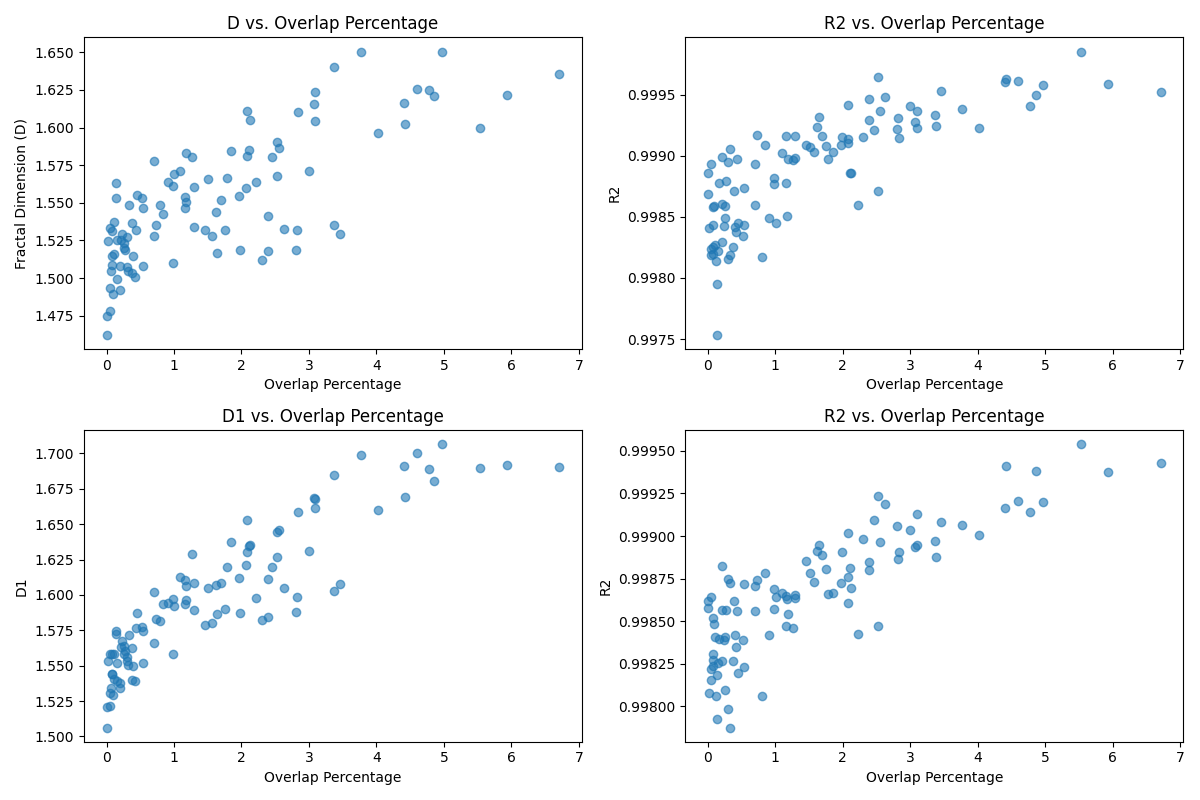 D vs. Overlap Percentage
Fractal Dimension (D)
1.650
1.625
1.600
1.575
1.550
1.525
1.500
1.475
0 1 2 3 4 5 6 7
Overlap Percentage
R2 vs. Overlap Percentage
R2
0.9995
0.9990
0.9985
0.9980
0.9975
0 1 2 3 4 5 6 7
Overlap Percentage
D1 vs. Overlap Percentage
D1
1.700
1.675
1.650
1.625
1.600
1.575
1.550
1.525
1.500
0 1 2 3 4 5 6 7
Overlap Percentage
R2 vs. Overlap Percentage
R2
0.99950
0.99925
0.99900
0.99875
0.99850
0.99825
0.99800
0 1 2 3 4 5 6 7
Overlap Percentage